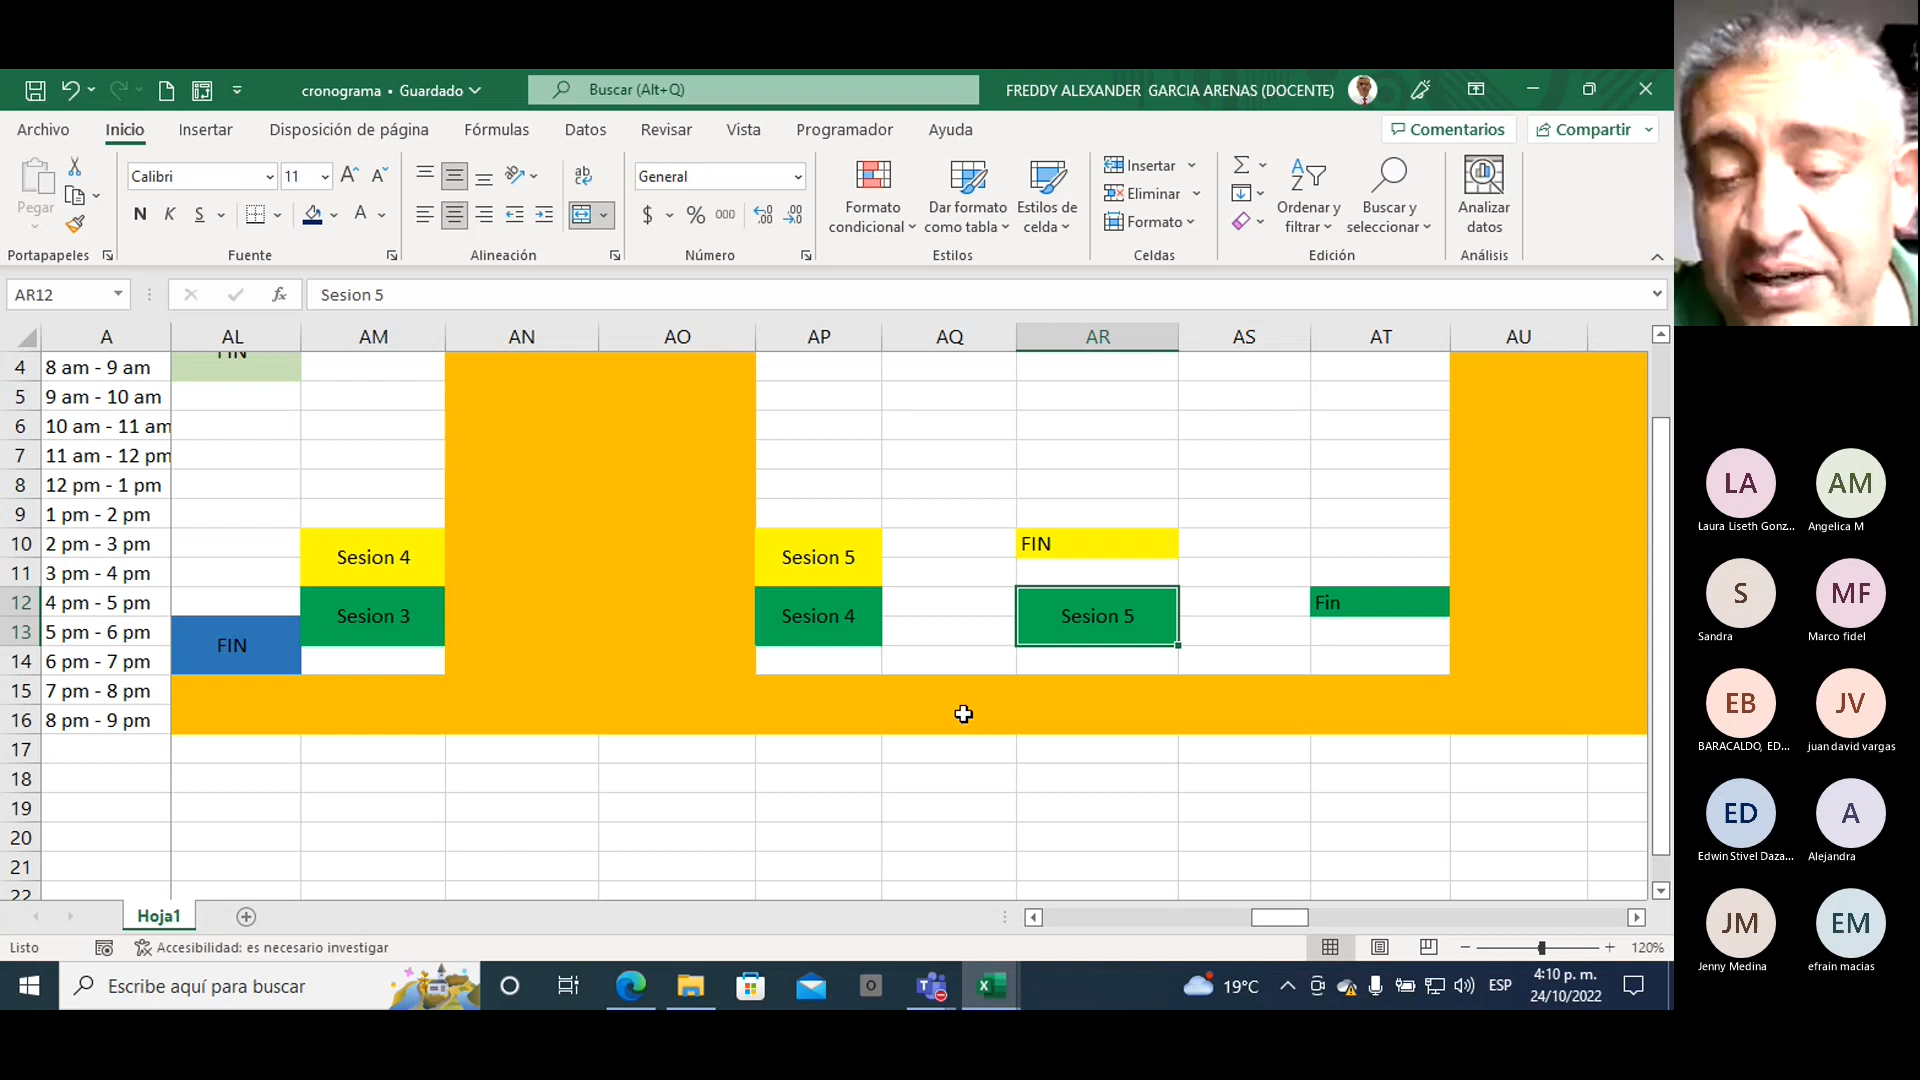 cronograma • Guardado
Buscar (Alt+Q)
FREDDY ALEXANDER GARCIA ARENAS (DOCENTE)
Archivo
Inicio
Insertar
Disposición de página
Fórmulas
Datos
Revisar
Vista
Programador
Ayuda
Comentarios
Compartir
Pegar
Calibri
11
N K S
General
Formato condicional
Dar formato como tabla
Estilos de celda
Insertar
Eliminar
Formato
Ordenar y filtrar
Buscar y seleccionar
Analizar datos
Portapapeles
Fuente
Alineación
Número
Estilos
Celdas
Edición
Análisis
AR12
fx
Sesion 5
A AL AM AN AO AP AQ AR AS AT AU
4 8 am - 9 am
5 9 am - 10 am
6 10 am - 11 am
7 11 am - 12 pm
8 12 pm - 1 pm
9 1 pm - 2 pm
10 2 pm - 3 pm Sesion 4 Sesion 5 FIN
11 3 pm - 4 pm
12 4 pm - 5 pm Sesion 3 Sesion 4 Sesion 5 Fin
13 5 pm - 6 pm FIN
14 6 pm - 7 pm
15 7 pm - 8 pm
16 8 pm - 9 pm
17
18
19
20
21
22
Hoja1
Listo
Accesibilidad: es necesario investigar
120%
Escribe aquí para buscar
19°C
ESP
4:10 p. m.
24/10/2022
LA
Laura Liseth Gonz...
AM
Angelica M
S
Sandra
MF
Marco fidel
EB
BARACALDO, ED...
JV
juan david vargas
ED
Edwin Stivel Daza...
A
Alejandra
JM
Jenny Medina
EM
efrain macias